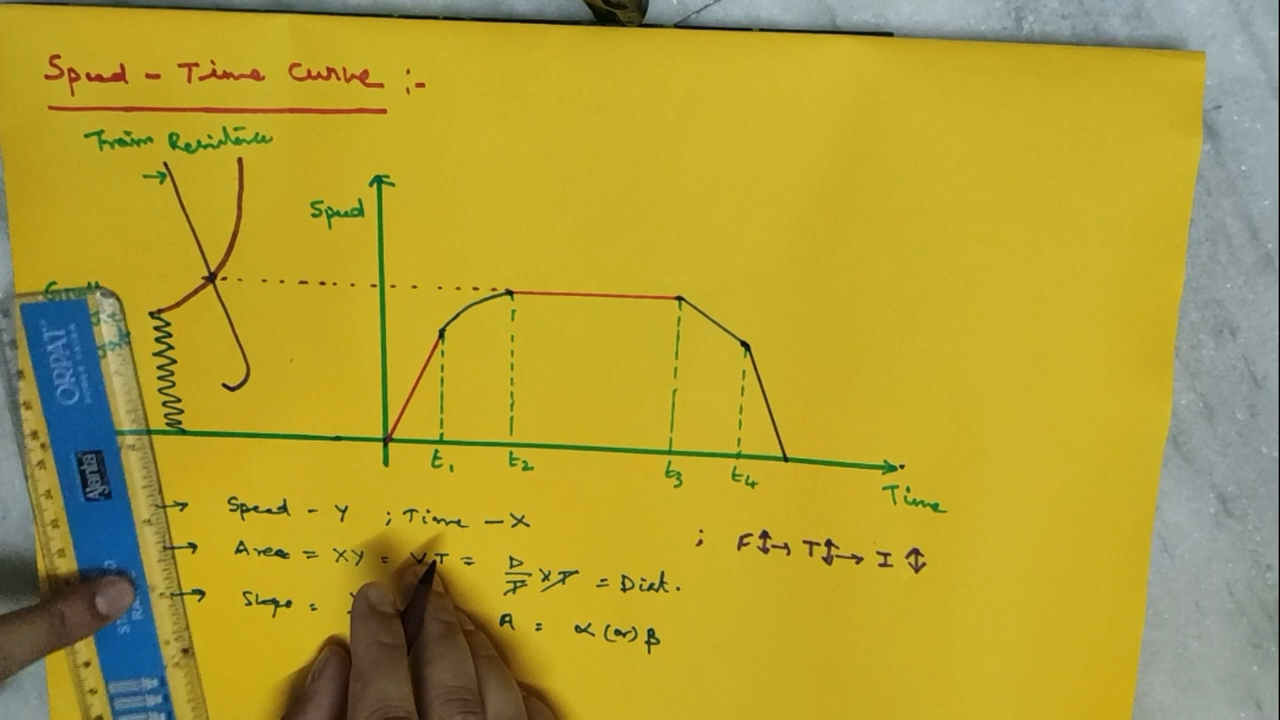 Speed - Time Curve :-
Train Resistance
Speed
t₁ t₂ t₃ t₄
Time
→ Speed - Y ; Time - X
; F↕→ T↕→ I ↕
→ Area = XY = VT = D/T × T = Dist.
→ Slope =
A = α (or) β
ORPAT
Ajanta